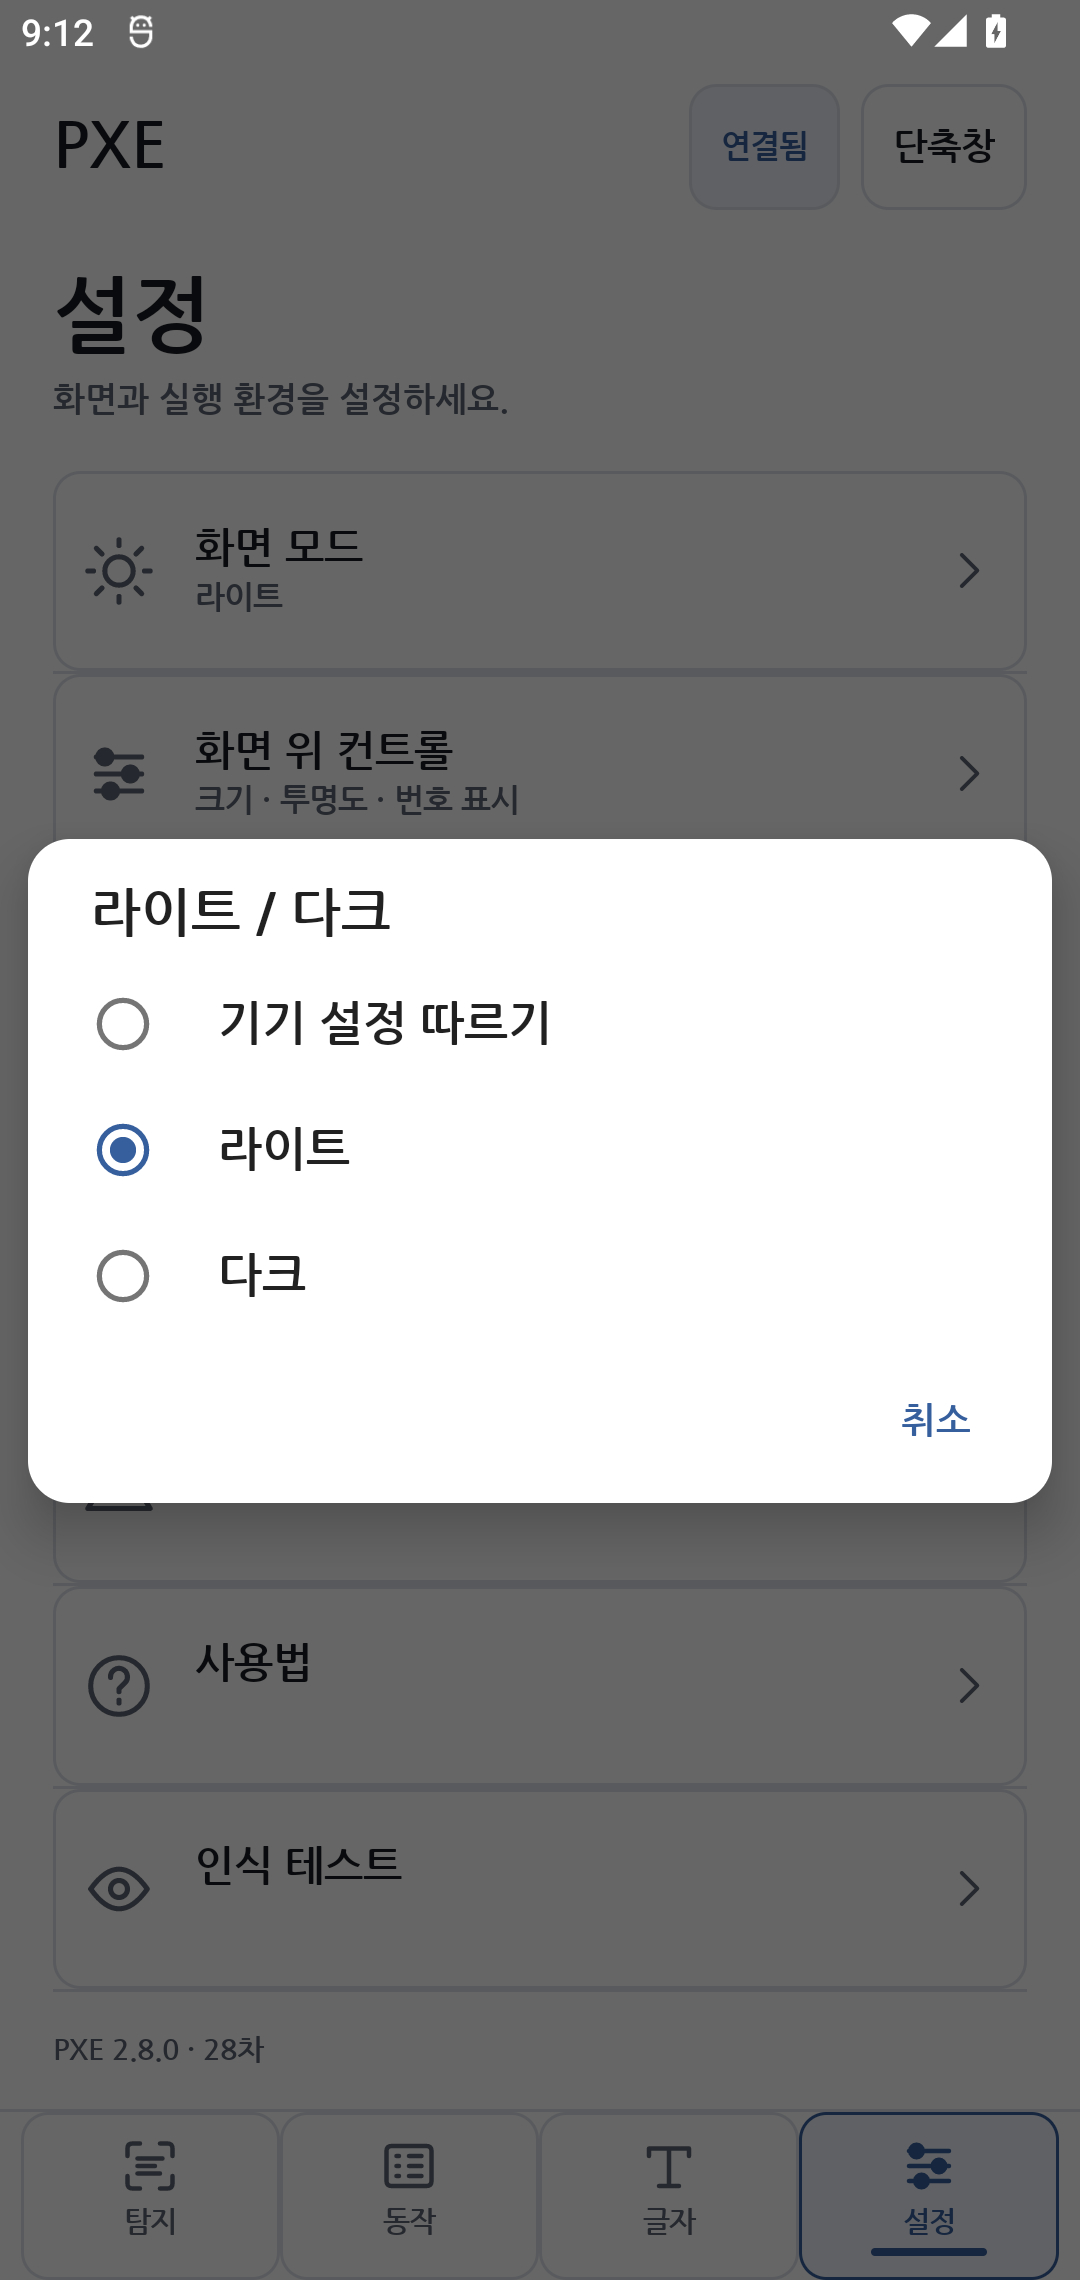 9:12
PXE
연결됨
단축창
설정
화면과 실행 환경을 설정하세요.
화면 모드
라이트
화면 위 컨트롤
크기 · 투명도 · 번호 표시
라이트 / 다크
기기 설정 따르기
라이트
다크
취소
사용법
인식 테스트
PXE 2.8.0 · 28차
탐지
동작
글자
설정